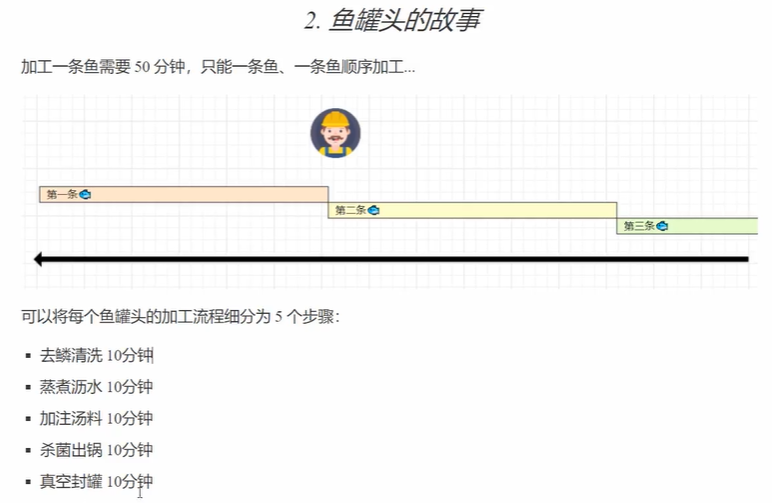 2. 鱼罐头的故事
加工一条鱼需要 50 分钟，只能一条鱼、一条鱼顺序加工...
第一条🐟
第二条🐟
第三条🐟
可以将每个鱼罐头的加工流程细分为 5 个步骤：
▪ 去鳞清洗 10分钟
▪ 蒸煮沥水 10分钟
▪ 加注汤料 10分钟
▪ 杀菌出锅 10分钟
▪ 真空封罐 10分钟